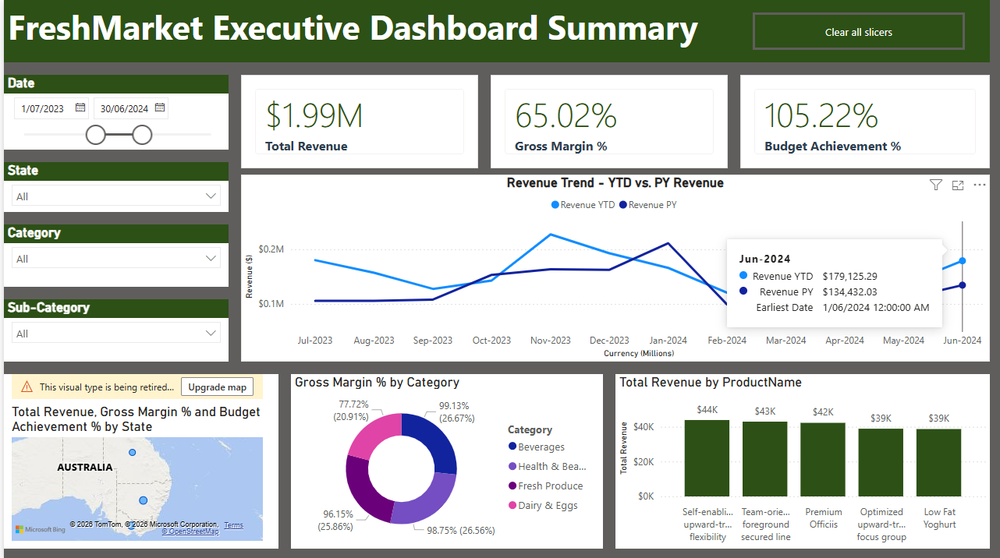 FreshMarket Executive Dashboard Summary
Clear all slicers
Date
1/07/2023
30/06/2024
State
All
Category
All
Sub-Category
All
$1.99M
Total Revenue
65.02%
Gross Margin %
105.22%
Budget Achievement %
Revenue Trend - YTD vs. PY Revenue
Revenue YTD
Revenue PY
Revenue ($)
$0.2M
$0.1M
Jun-2024
Revenue YTD $179,125.29
Revenue PY $134,432.03
Earliest Date 1/06/2024 12:00:00 AM
Jul-2023 Aug-2023 Sep-2023 Oct-2023 Nov-2023 Dec-2023 Jan-2024 Feb-2024 Mar-2024 Apr-2024 May-2024 Jun-2024
Currency (Millions)
This visual type is being retired...
Upgrade map
Total Revenue, Gross Margin % and Budget
Achievement % by State
AUSTRALIA
Microsoft Bing
© 2026 TomTom, © 2026 Microsoft Corporation, Terms
© OpenStreetMap
Gross Margin % by Category
77.72%
(20.91%)
99.13%
(26.67%)
96.15%
(25.86%)
98.75% (26.56%)
Category
Beverages
Health & Bea...
Fresh Produce
Dairy & Eggs
Total Revenue by ProductName
Total Revenue
$40K
$20K
$0K
$44K
$43K
$42K
$39K
$39K
Self-enabli...
upward-tr...
flexibility
Team-orie...
foreground
secured line
Premium
Officiis
Optimized
upward-tr...
focus group
Low Fat
Yoghurt